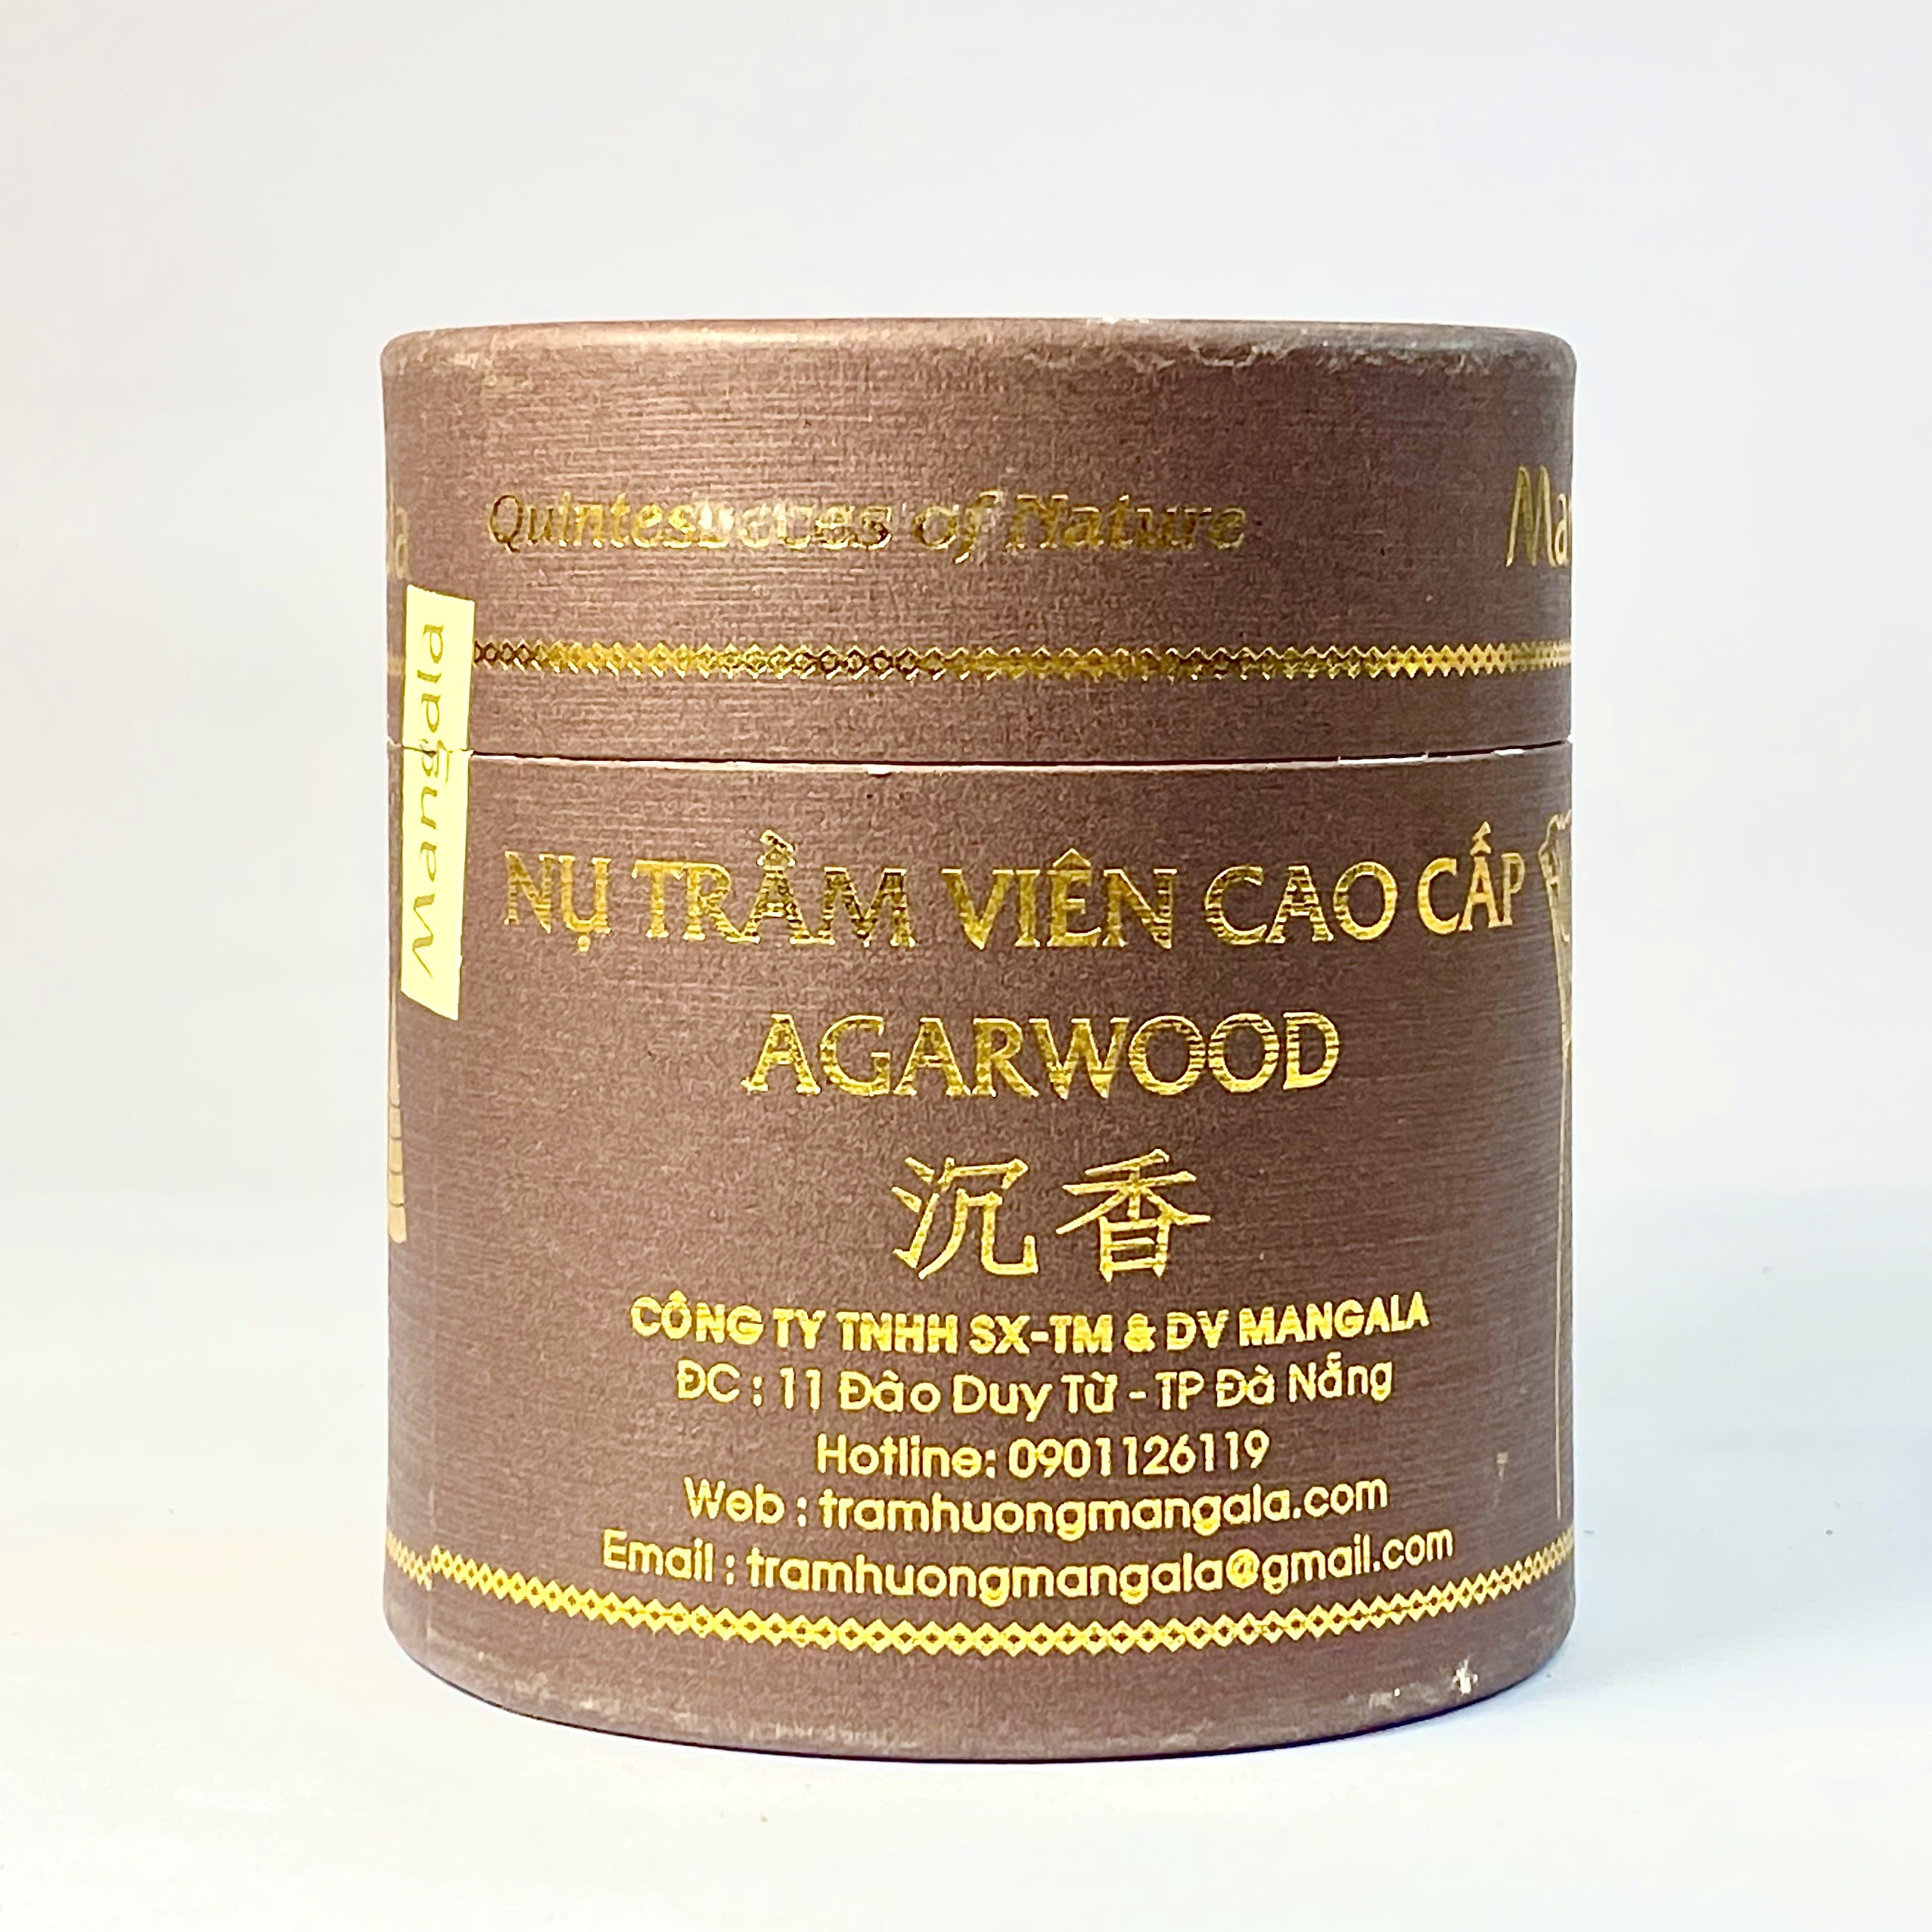 Quintessences of Nature
Mangala
NỤ TRẦM VIÊN CAO CẤP
AGARWOOD
沉香
CÔNG TY TNHH SX-TM & DV MANGALA
ĐC : 11 Đào Duy Từ - TP Đà Nẵng
Hotline: 0901126119
Web : tramhuongmangala.com
Email : tramhuongmangala@gmail.com